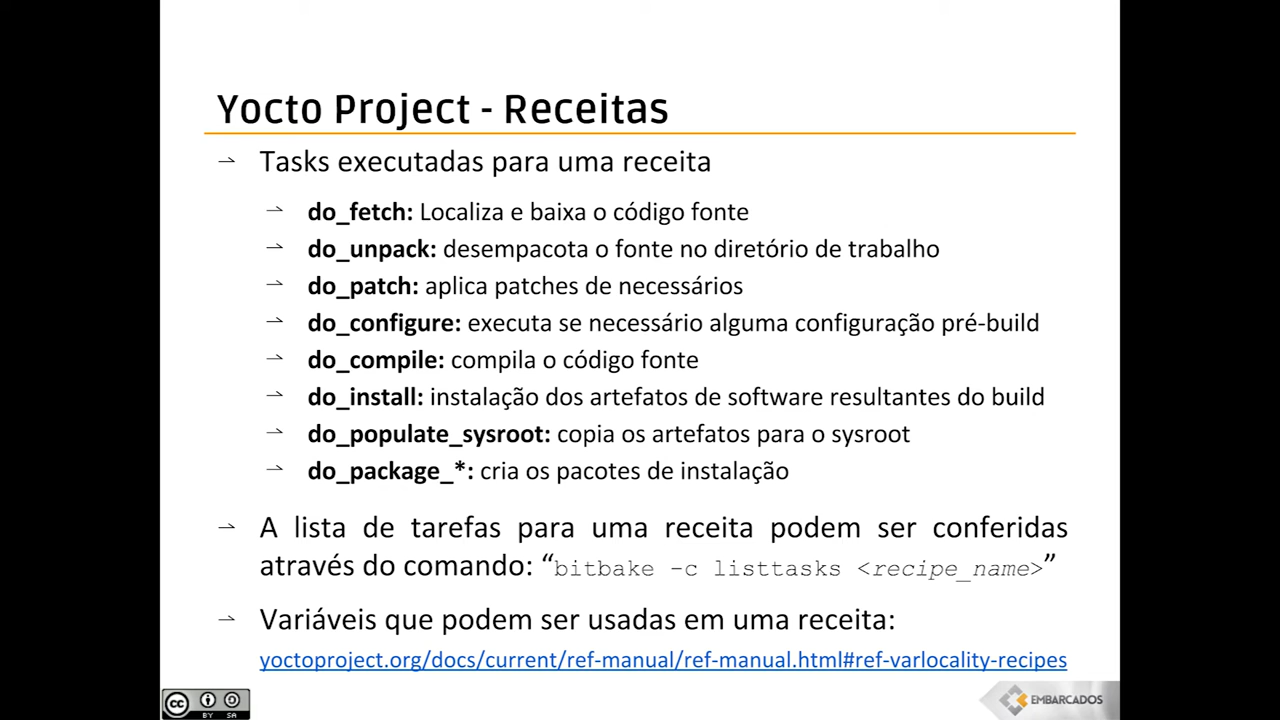 Yocto Project - Receitas
⇀ Tasks executadas para uma receita
⇀ do_fetch: Localiza e baixa o código fonte
⇀ do_unpack: desempacota o fonte no diretório de trabalho
⇀ do_patch: aplica patches de necessários
⇀ do_configure: executa se necessário alguma configuração pré-build
⇀ do_compile: compila o código fonte
⇀ do_install: instalação dos artefatos de software resultantes do build
⇀ do_populate_sysroot: copia os artefatos para o sysroot
⇀ do_package_*: cria os pacotes de instalação
⇀ A lista de tarefas para uma receita podem ser conferidas
através do comando: “bitbake -c listtasks <recipe_name>”
⇀ Variáveis que podem ser usadas em uma receita:
yoctoproject.org/docs/current/ref-manual/ref-manual.html#ref-varlocality-recipes
cc BY SA
EMBARCADOS